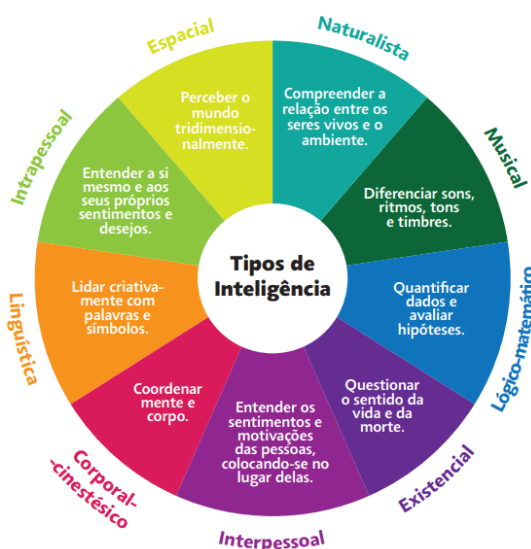 Tipos de
Inteligência
Naturalista
Compreender a
relação entre os
seres vivos e o
ambiente.
Musical
Diferenciar sons,
ritmos, tons
e timbres.
Lógico-matemático
Quantificar
dados e
avaliar
hipóteses.
Existencial
Questionar
o sentido da
vida e da
morte.
Interpessoal
Entender os
sentimentos e
motivações
das pessoas,
colocando-se no
lugar delas.
Corporal-
-cinestésico
Coordenar
mente e
corpo.
Linguística
Lidar criativa-
mente com
palavras e
símbolos.
Intrapessoal
Entender a si
mesmo e aos
seus próprios
sentimentos e
desejos.
Espacial
Perceber o
mundo
tridimensio-
nalmente.